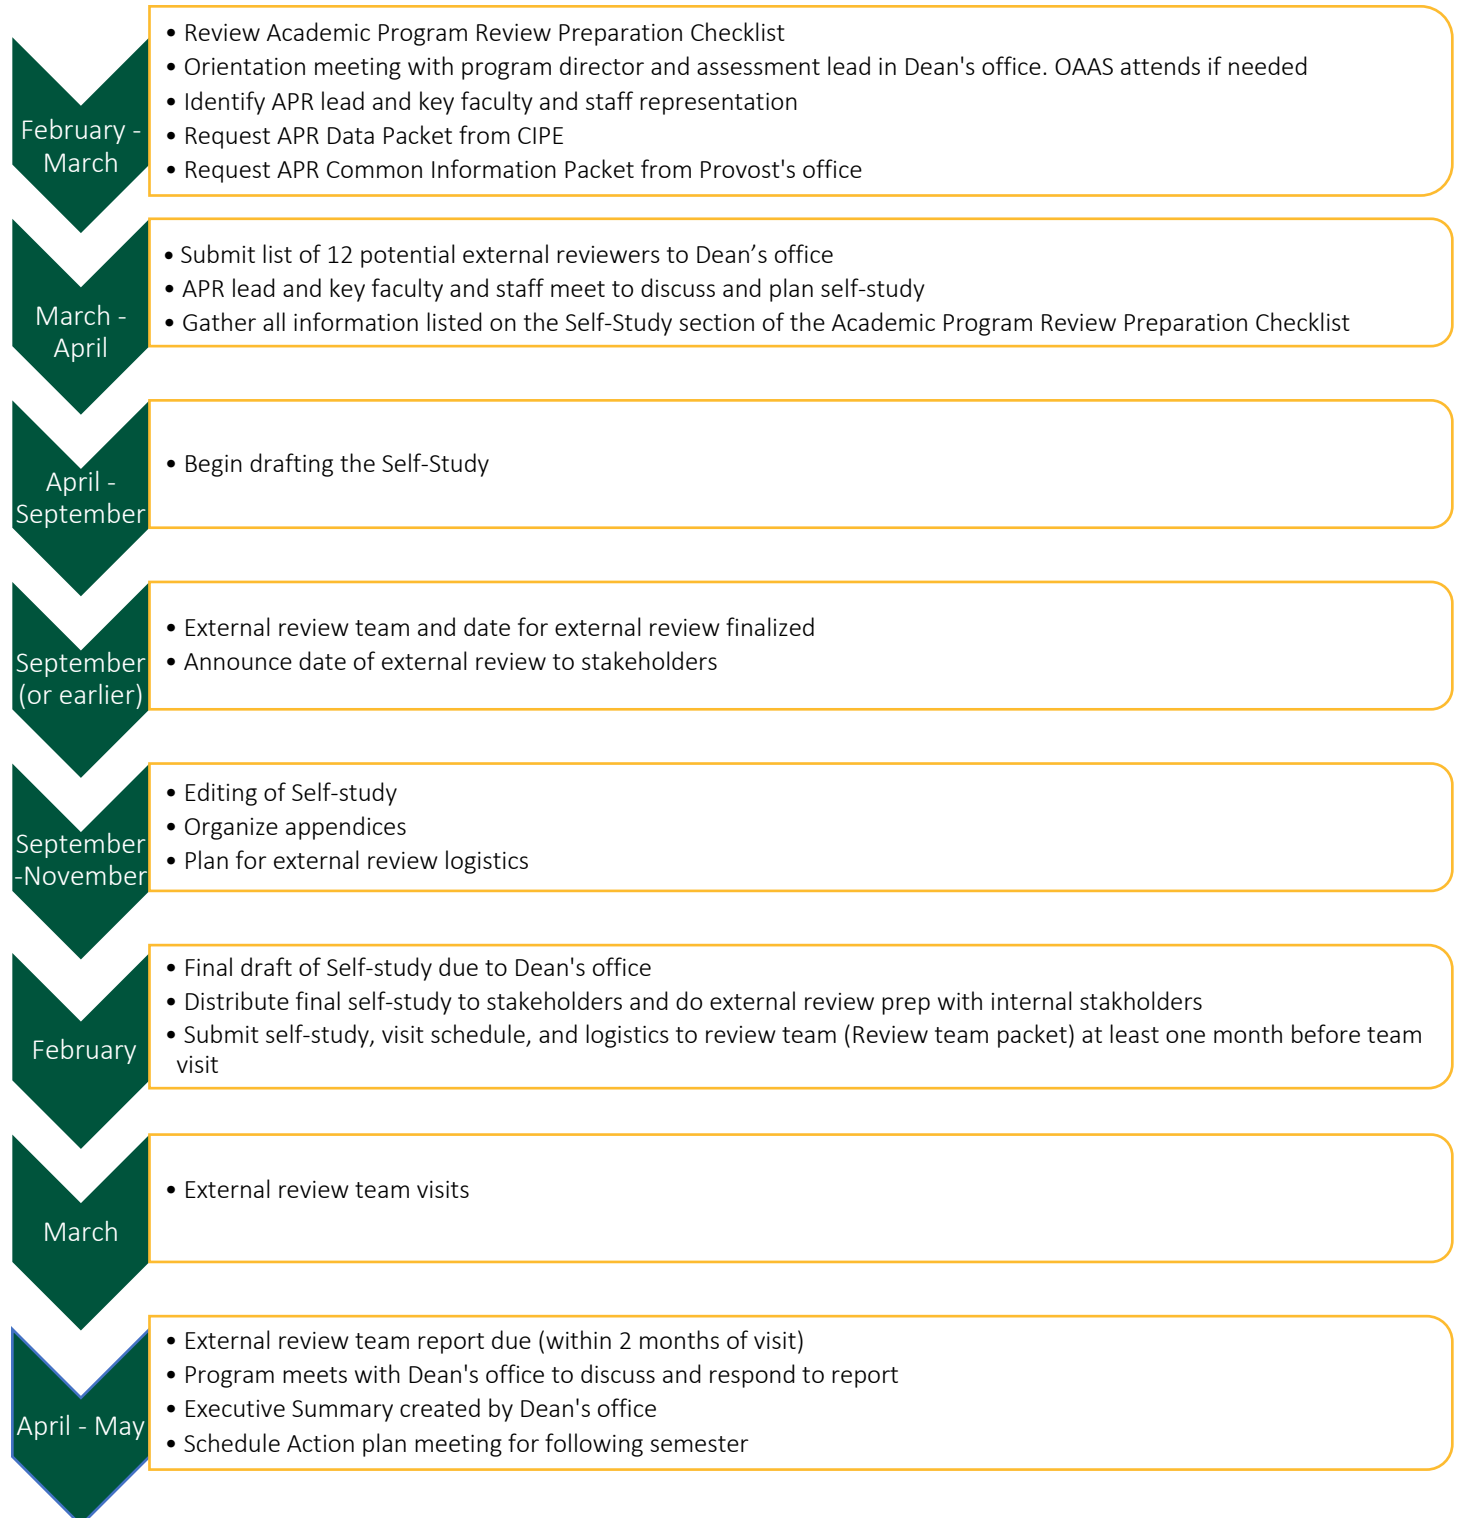 February -
March
• Review Academic Program Review Preparation Checklist
• Orientation meeting with program director and assessment lead in Dean's office. OAAS attends if needed
• Identify APR lead and key faculty and staff representation
• Request APR Data Packet from CIPE
• Request APR Common Information Packet from Provost's office
March -
April
• Submit list of 12 potential external reviewers to Dean’s office
• APR lead and key faculty and staff meet to discuss and plan self-study
• Gather all information listed on the Self-Study section of the Academic Program Review Preparation Checklist
April -
September
• Begin drafting the Self-Study
September
(or earlier)
• External review team and date for external review finalized
• Announce date of external review to stakeholders
September
-November
• Editing of Self-study
• Organize appendices
• Plan for external review logistics
February
• Final draft of Self-study due to Dean's office
• Distribute final self-study to stakeholders and do external review prep with internal stakholders
• Submit self-study, visit schedule, and logistics to review team (Review team packet) at least one month before team
visit
March
• External review team visits
April - May
• External review team report due (within 2 months of visit)
• Program meets with Dean's office to discuss and respond to report
• Executive Summary created by Dean's office
• Schedule Action plan meeting for following semester